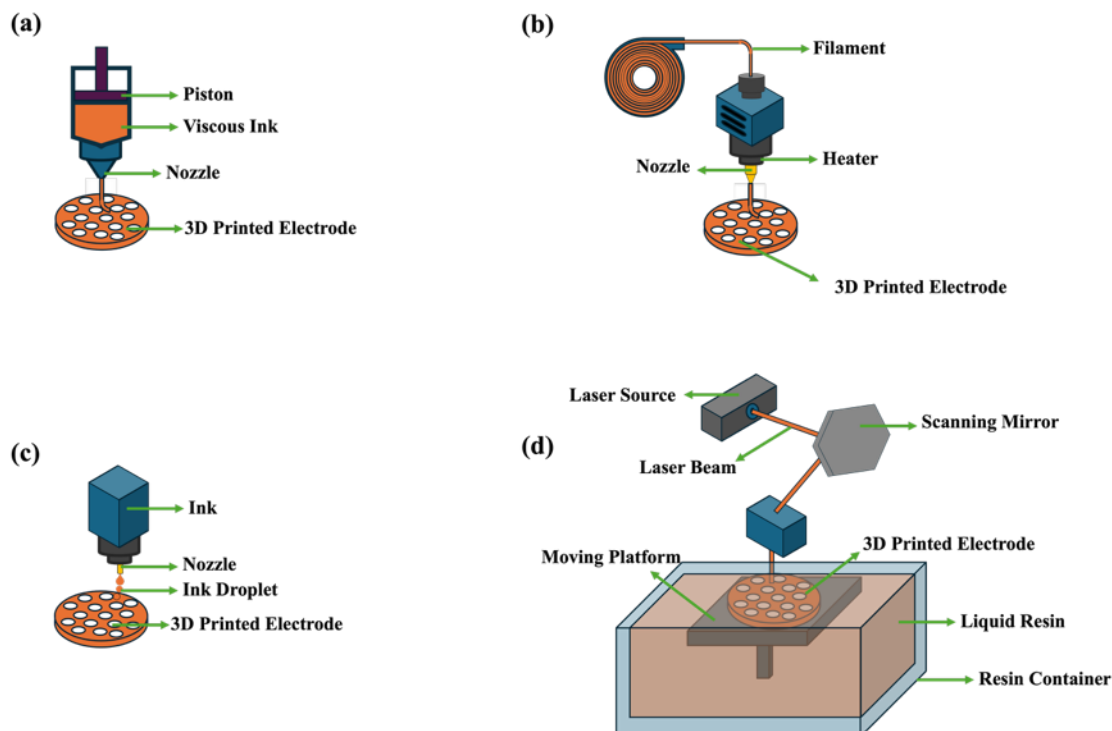 (a)
Piston
Viscous Ink
Nozzle
3D Printed Electrode
(b)
Filament
Heater
Nozzle
3D Printed Electrode
(c)
Ink
Nozzle
Ink Droplet
3D Printed Electrode
(d)
Laser Source
Scanning Mirror
Laser Beam
3D Printed Electrode
Moving Platform
Liquid Resin
Resin Container